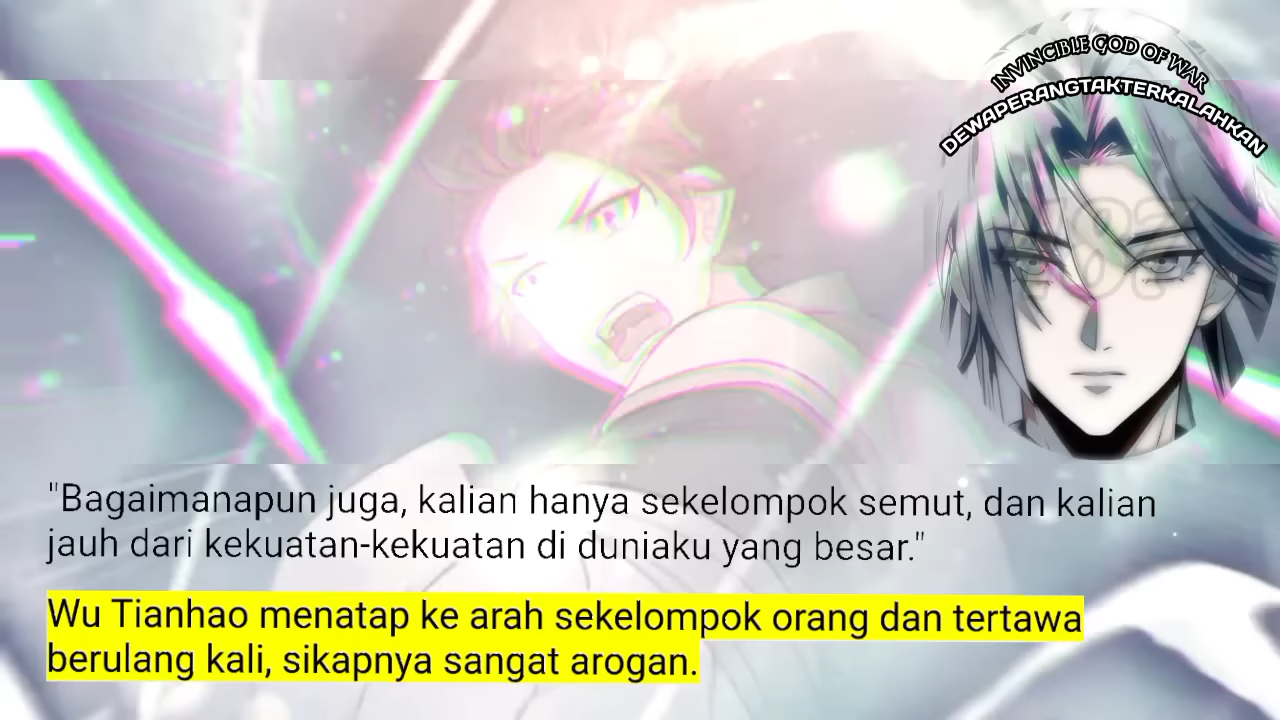 INVINCIBLE GOD OF WAR
DEWAPERANGTAKTERKALAHKAN
"Bagaimanapun juga, kalian hanya sekelompok semut, dan kalian
jauh dari kekuatan-kekuatan di duniaku yang besar."
Wu Tianhao menatap ke arah sekelompok orang dan tertawa
berulang kali, sikapnya sangat arogan.